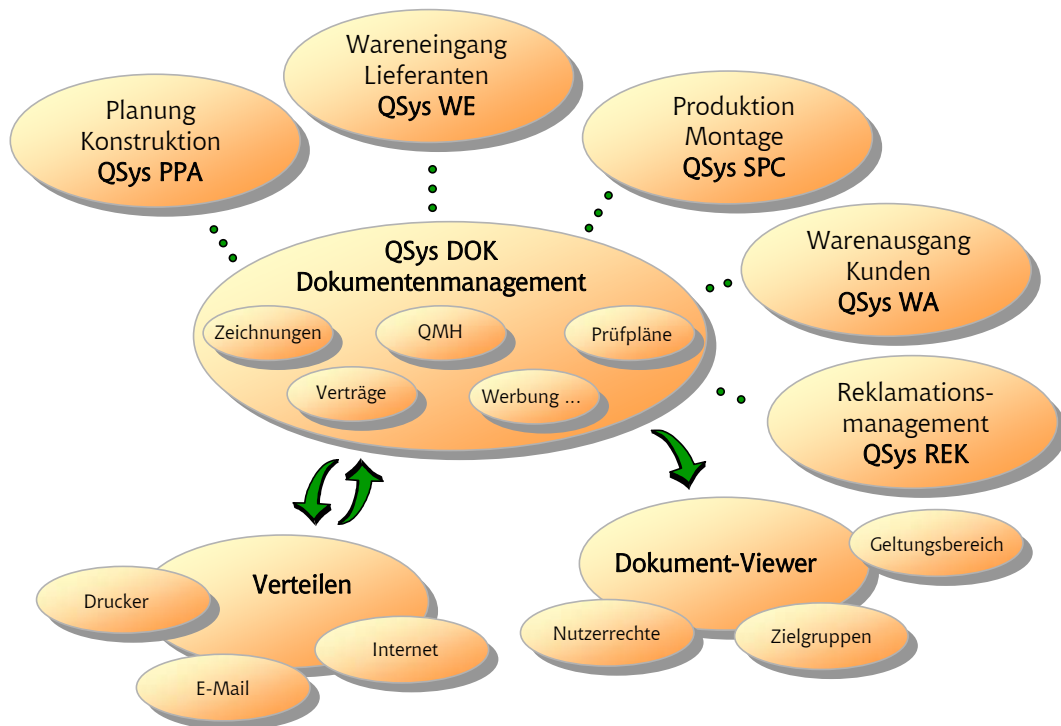 Planung
Konstruktion
QSys PPA
Wareneingang
Lieferanten
QSys WE
Produktion
Montage
QSys SPC
Warenausgang
Kunden
QSys WA
Reklamations-
management
QSys REK
QSys DOK
Dokumentenmanagement
Zeichnungen
QMH
Prüfpläne
Verträge
Werbung ...
Verteilen
Drucker
E-Mail
Internet
Dokument-Viewer
Geltungsbereich
Nutzerrechte
Zielgruppen